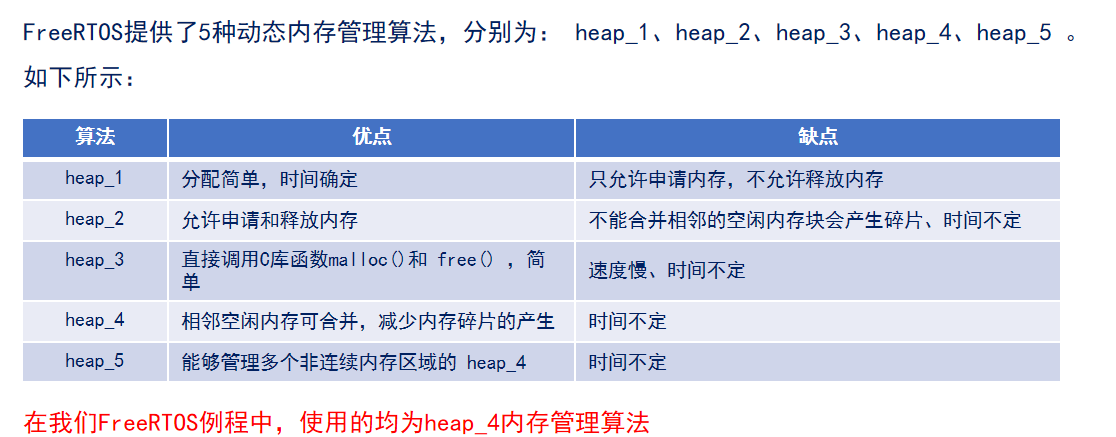 FreeRTOS提供了5种动态内存管理算法，分别为： heap_1、heap_2、heap_3、heap_4、heap_5 。
如下所示：
算法 优点 缺点
heap_1 分配简单，时间确定 只允许申请内存，不允许释放内存
heap_2 允许申请和释放内存 不能合并相邻的空闲内存块会产生碎片、时间不定
heap_3 直接调用C库函数malloc()和 free() ，简
单 速度慢、时间不定
heap_4 相邻空闲内存可合并，减少内存碎片的产生 时间不定
heap_5 能够管理多个非连续内存区域的 heap_4 时间不定
在我们FreeRTOS例程中，使用的均为heap_4内存管理算法